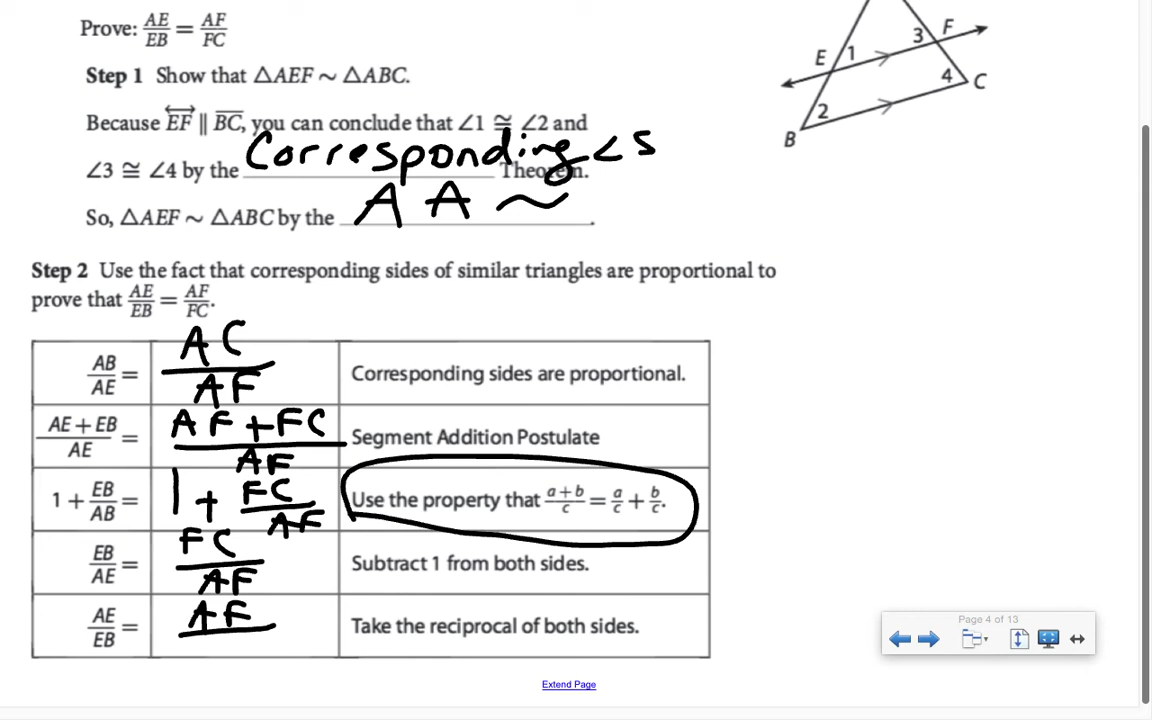 Prove: AE/EB = AF/FC
Step 1 Show that △AEF ~ △ABC.
Because EF ∥ BC, you can conclude that ∠1 ≅ ∠2 and
∠3 ≅ ∠4 by the Corresponding ∠s Theorem.
So, △AEF ~ △ABC by the AA ~ .
E 1 3 F
4 C
2
B
Step 2 Use the fact that corresponding sides of similar triangles are proportional to
prove that AE/EB = AF/FC.
AB/AE = AC/AF Corresponding sides are proportional.
AE + EB/AE = AF + FC/AF Segment Addition Postulate
1 + EB/AB = 1 + FC/AF Use the property that a + b/c = a/c + b/c.
EB/AE = FC/AF Subtract 1 from both sides.
AE/EB = AF Take the reciprocal of both sides.
Page 4 of 13
Extend Page